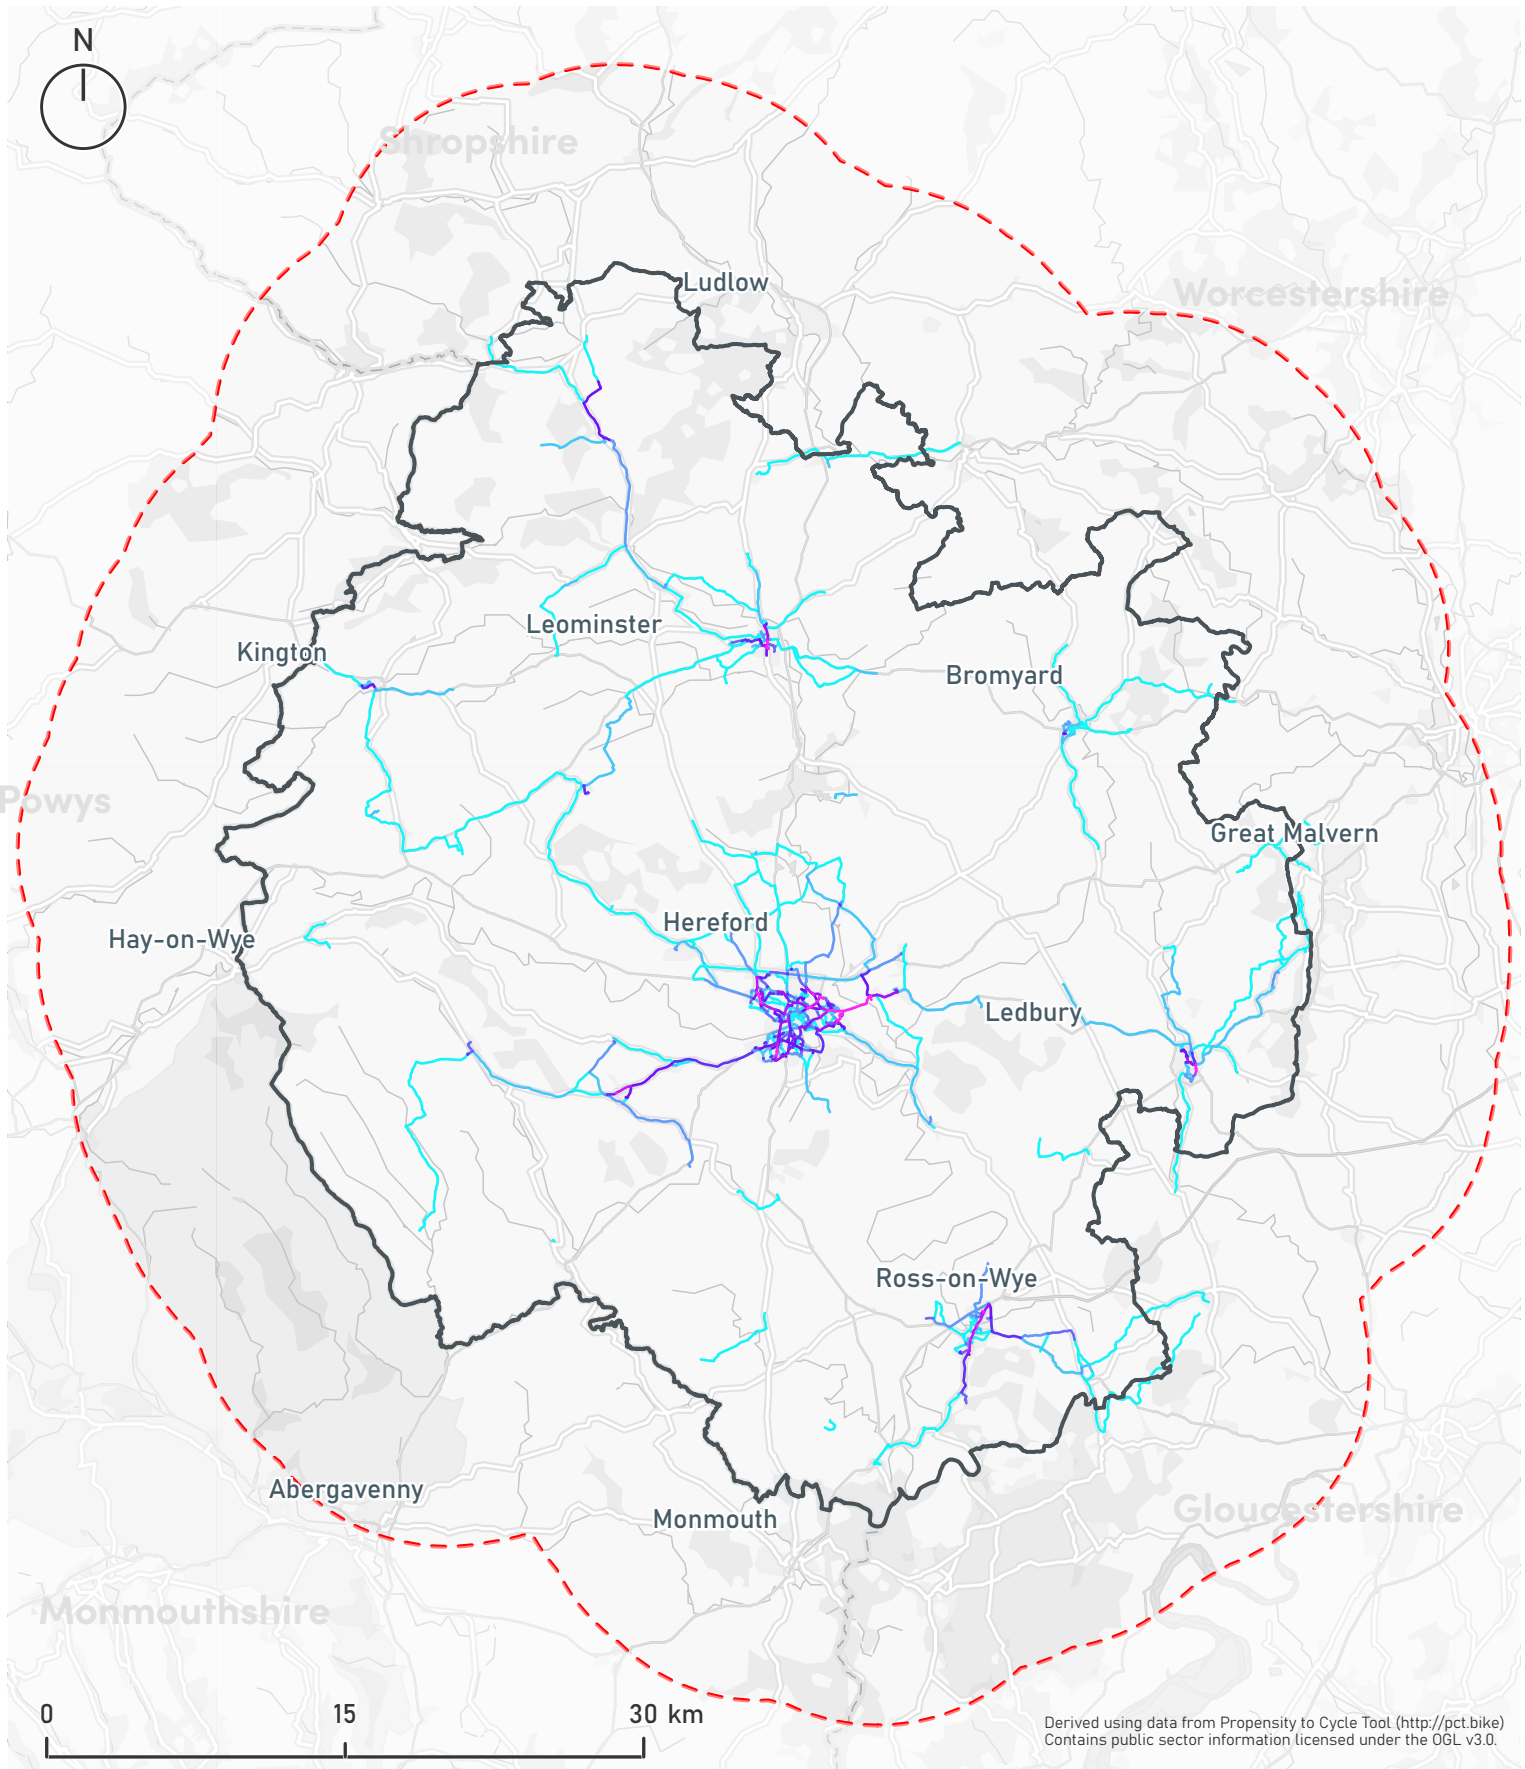 N
Shropshire
Ludlow
Worcestershire
Leominster
Kington
Bromyard
Powys
Great Malvern
Hereford
Hay-on-Wye
Ledbury
Ross-on-Wye
Abergavenny
Monmouth
Gloucestershire
Monmouthshire
0 15 30 km
Derived using data from Propensity to Cycle Tool (http://pct.bike)
Contains public sector information licensed under the OGL v3.0.